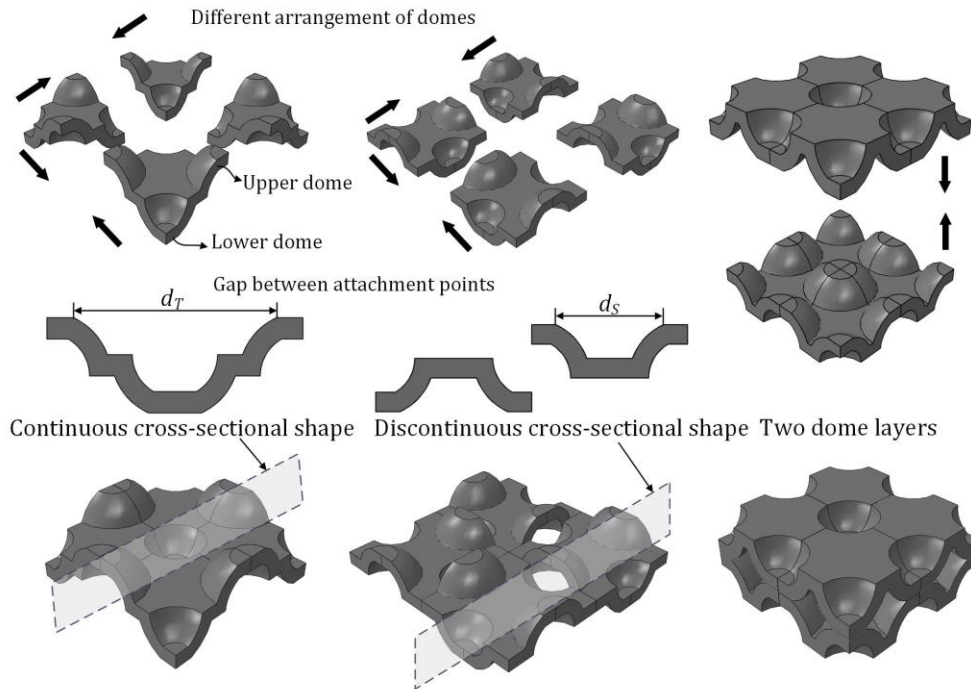 Different arrangement of domes
Upper dome
Lower dome
Gap between attachment points
d_T
d_S
Continuous cross-sectional shape
Discontinuous cross-sectional shape
Two dome layers